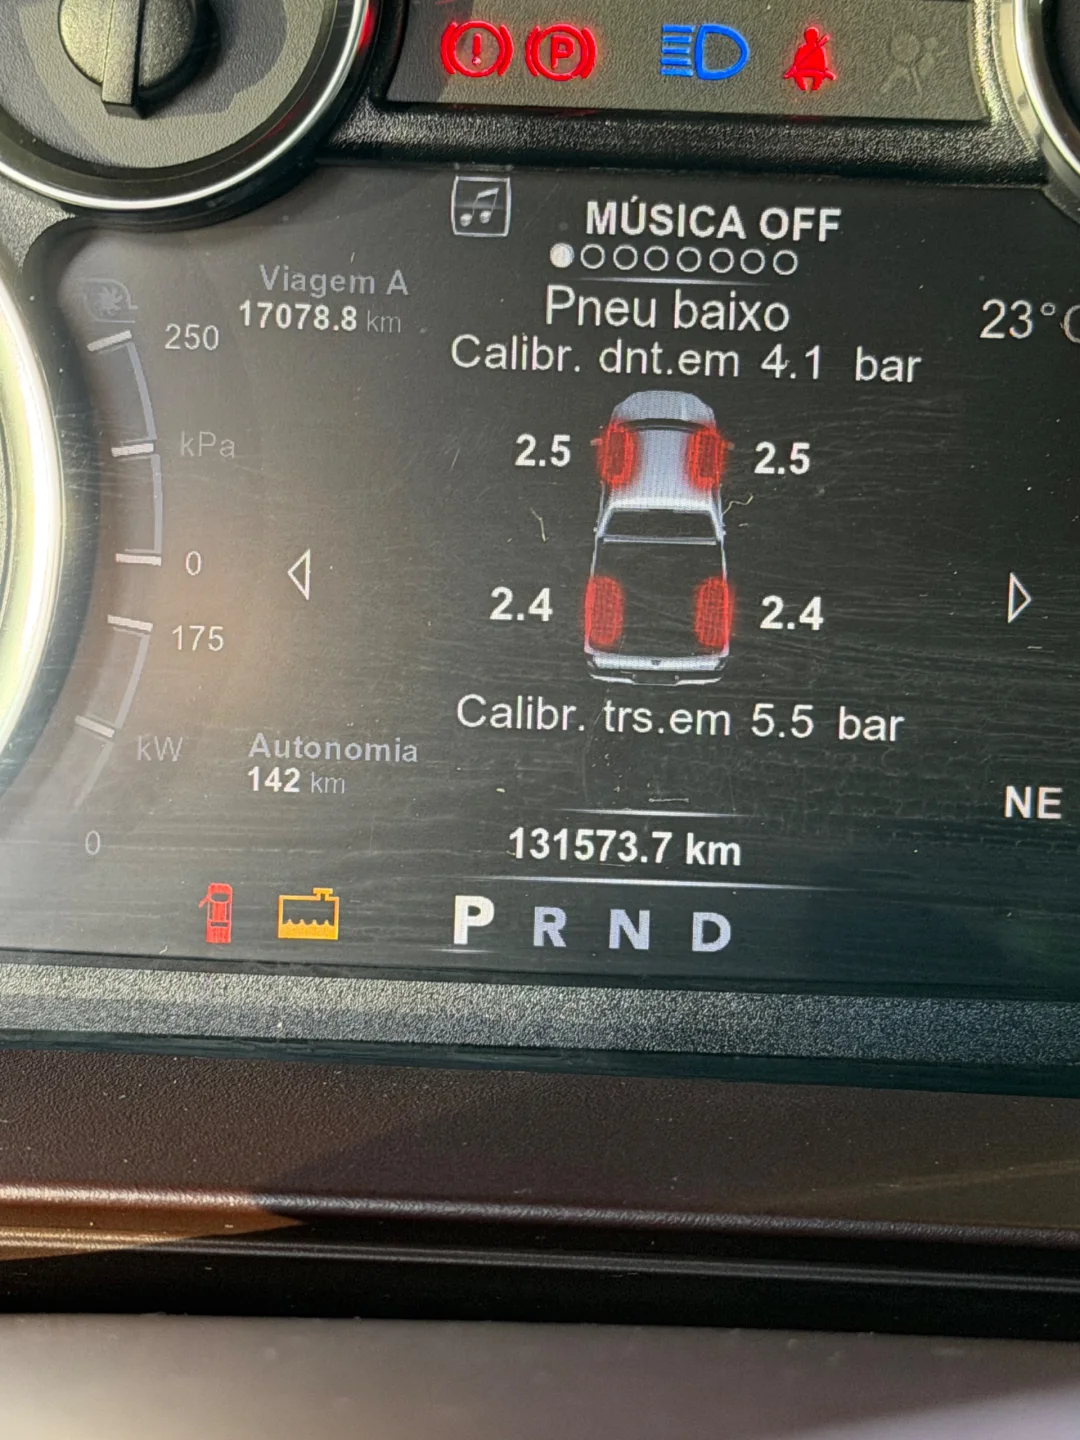 MÚSICA OFF
Viagem A
17078.8 km
Pneu baixo
23°C
250
Calibr. dnt.em 4.1 bar
kPa
2.5 2.5
0
2.4 2.4
175
Calibr. trs.em 5.5 bar
kW
Autonomia
142 km
NE
0
131573.7 km
P R N D